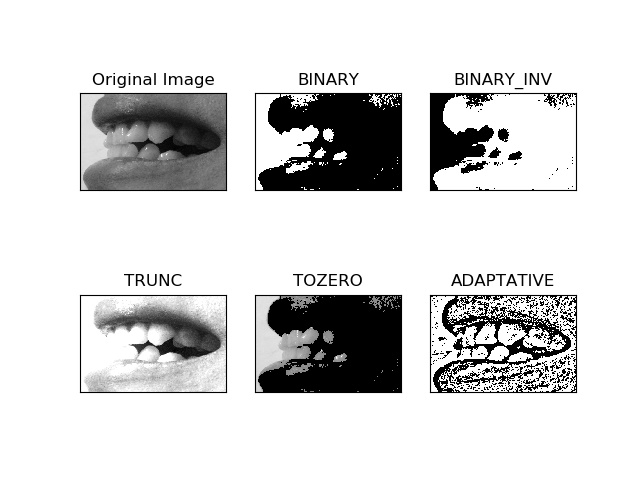 Original Image
BINARY
BINARY_INV
TRUNC
TOZERO
ADAPTATIVE